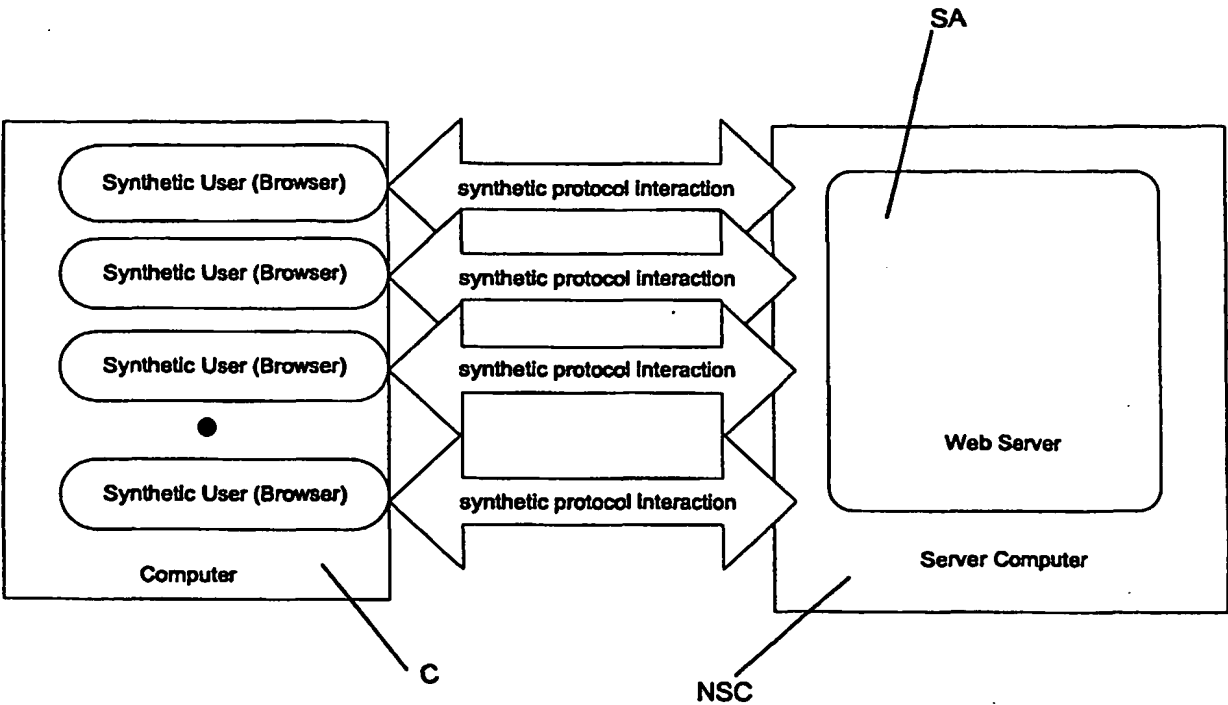 SA
Synthetic User (Browser)
synthetic protocol interaction
Synthetic User (Browser)
synthetic protocol interaction
Synthetic User (Browser)
synthetic protocol interaction
Synthetic User (Browser)
synthetic protocol interaction
Web Server
Server Computer
Computer
C
NSC